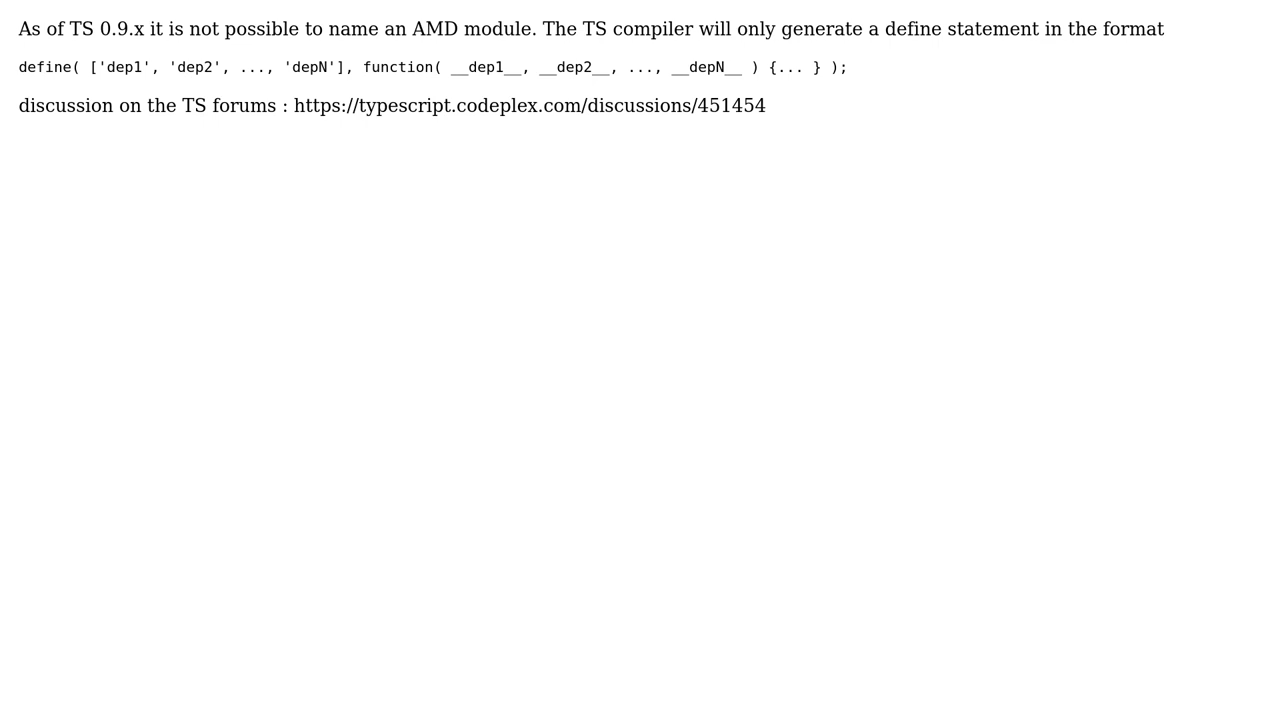 As of TS 0.9.x it is not possible to name an AMD module. The TS compiler will only generate a define statement in the format
define( ['dep1', 'dep2', ..., 'depN'], function( __dep1__, __dep2__, ..., __depN__ ) {... } );
discussion on the TS forums : https://typescript.codeplex.com/discussions/451454